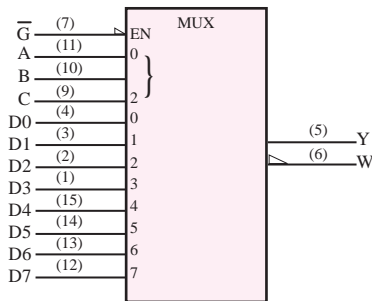 MUX
G̅ (7) EN
A (11) 0
B (10) }
C (9) 2
D0 (4) 0
D1 (3) 1
D2 (2) 2
D3 (1) 3
D4 (15) 4
D5 (14) 5
D6 (13) 6
D7 (12) 7
(5) Y
(6) W